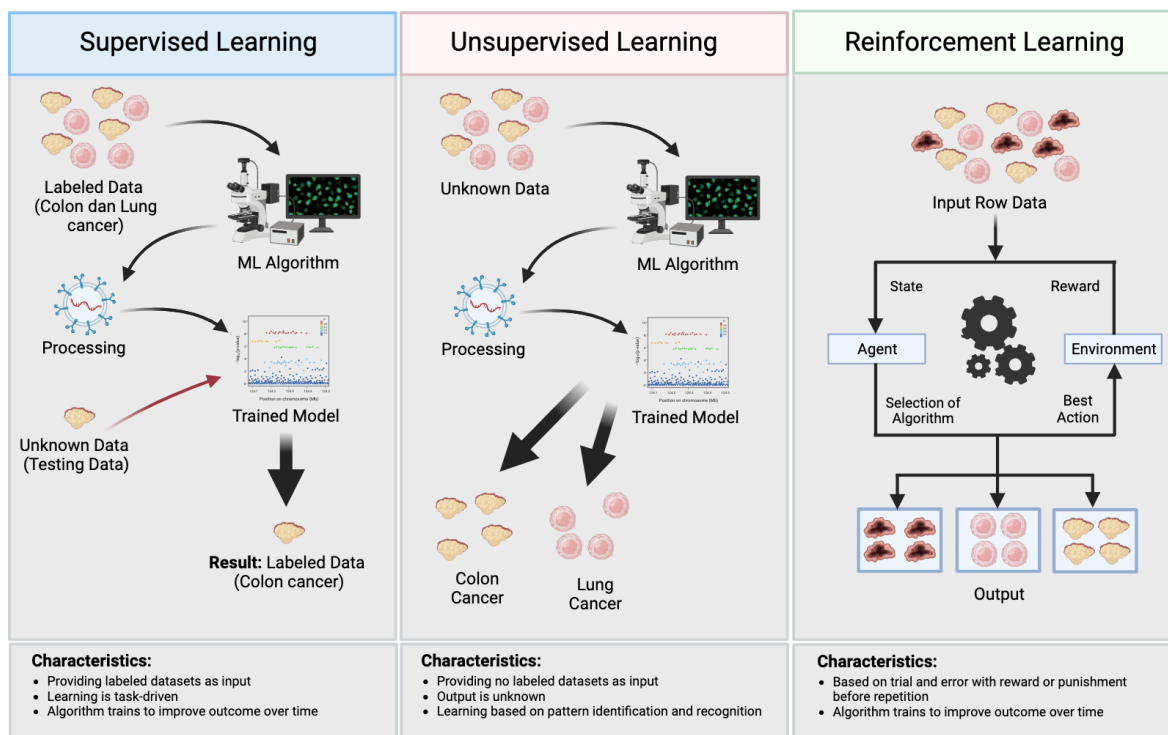 Supervised Learning
Labeled Data
(Colon dan Lung
cancer)
ML Algorithm
Processing
Trained Model
Unknown Data
(Testing Data)
Result: Labeled Data
(Colon cancer)
Characteristics:
• Providing labeled datasets as input
• Learning is task-driven
• Algorithm trains to improve outcome over time
Unsupervised Learning
Unknown Data
ML Algorithm
Processing
Trained Model
Colon
Cancer
Lung
Cancer
Characteristics:
• Providing no labeled datasets as input
• Output is unknown
• Learning based on pattern identification and recognition
Reinforcement Learning
Input Row Data
State
Reward
Agent
Environment
Selection of
Algorithm
Best
Action
Output
Characteristics:
• Based on trial and error with reward or punishment
before repetition
• Algorithm trains to improve outcome over time